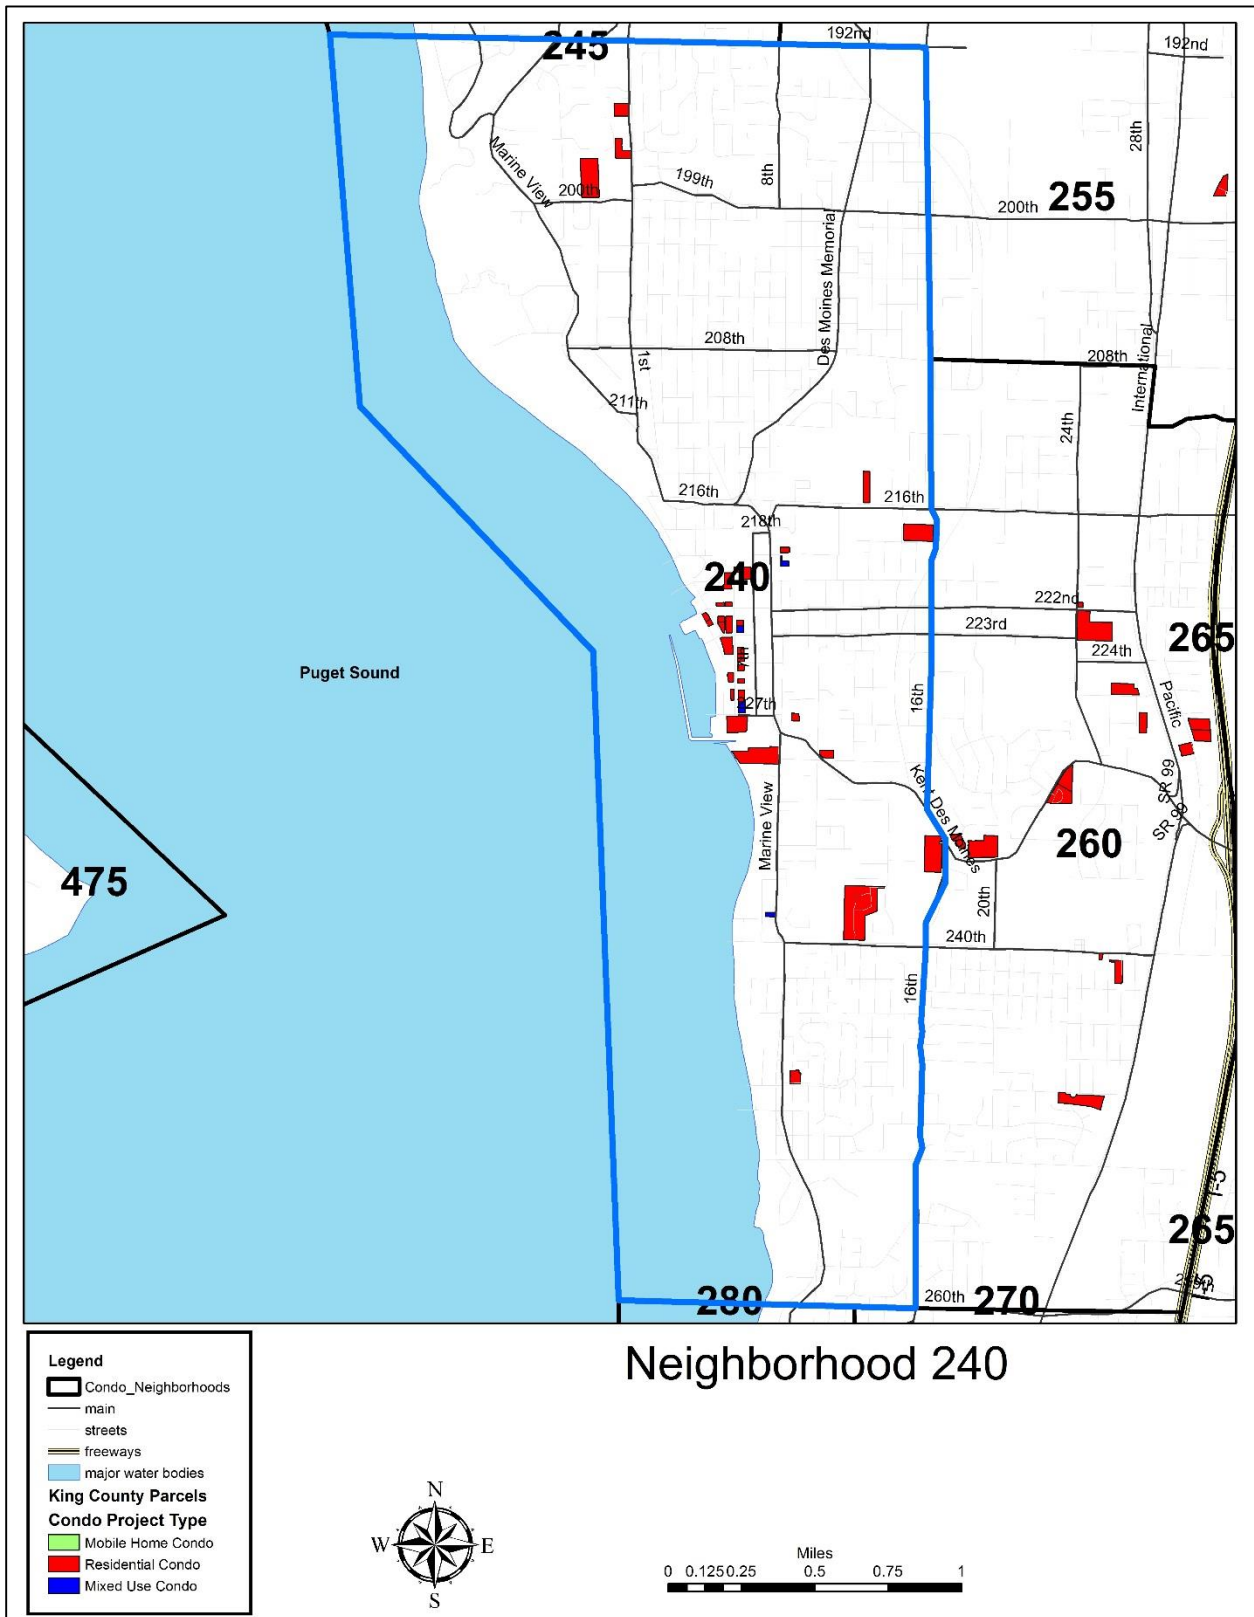 245
192nd
192nd
28th
Marine View
199th
8th
200th
255
200th
Des Moines Memorial
208th
1st
208th
International
211th
24th
216th
216th
218th
240
222nd
223rd
265
224th
Puget Sound
7th
16th
Pacific
227th
Kent Des Moines
SR 99
SR 99
Marine View
260
475
20th
240th
16th
I-5
265
280
260th
270
I-5
Neighborhood 240
Legend
Condo_Neighborhoods
main
streets
freeways
major water bodies
King County Parcels
Condo Project Type
Mobile Home Condo
Residential Condo
Mixed Use Condo
N
W E
S
Miles
0 0.125 0.25 0.5 0.75 1